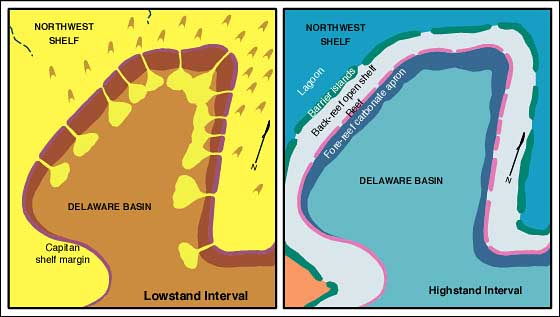 NORTHWEST
SHELF
DELAWARE BASIN
Capitan
shelf margin
N
Lowstand Interval
NORTHWEST
SHELF
Lagoon
Barrier islands
Back-reef open shelf
Reef
Fore-reef carbonate apron
DELAWARE BASIN
N
Highstand Interval